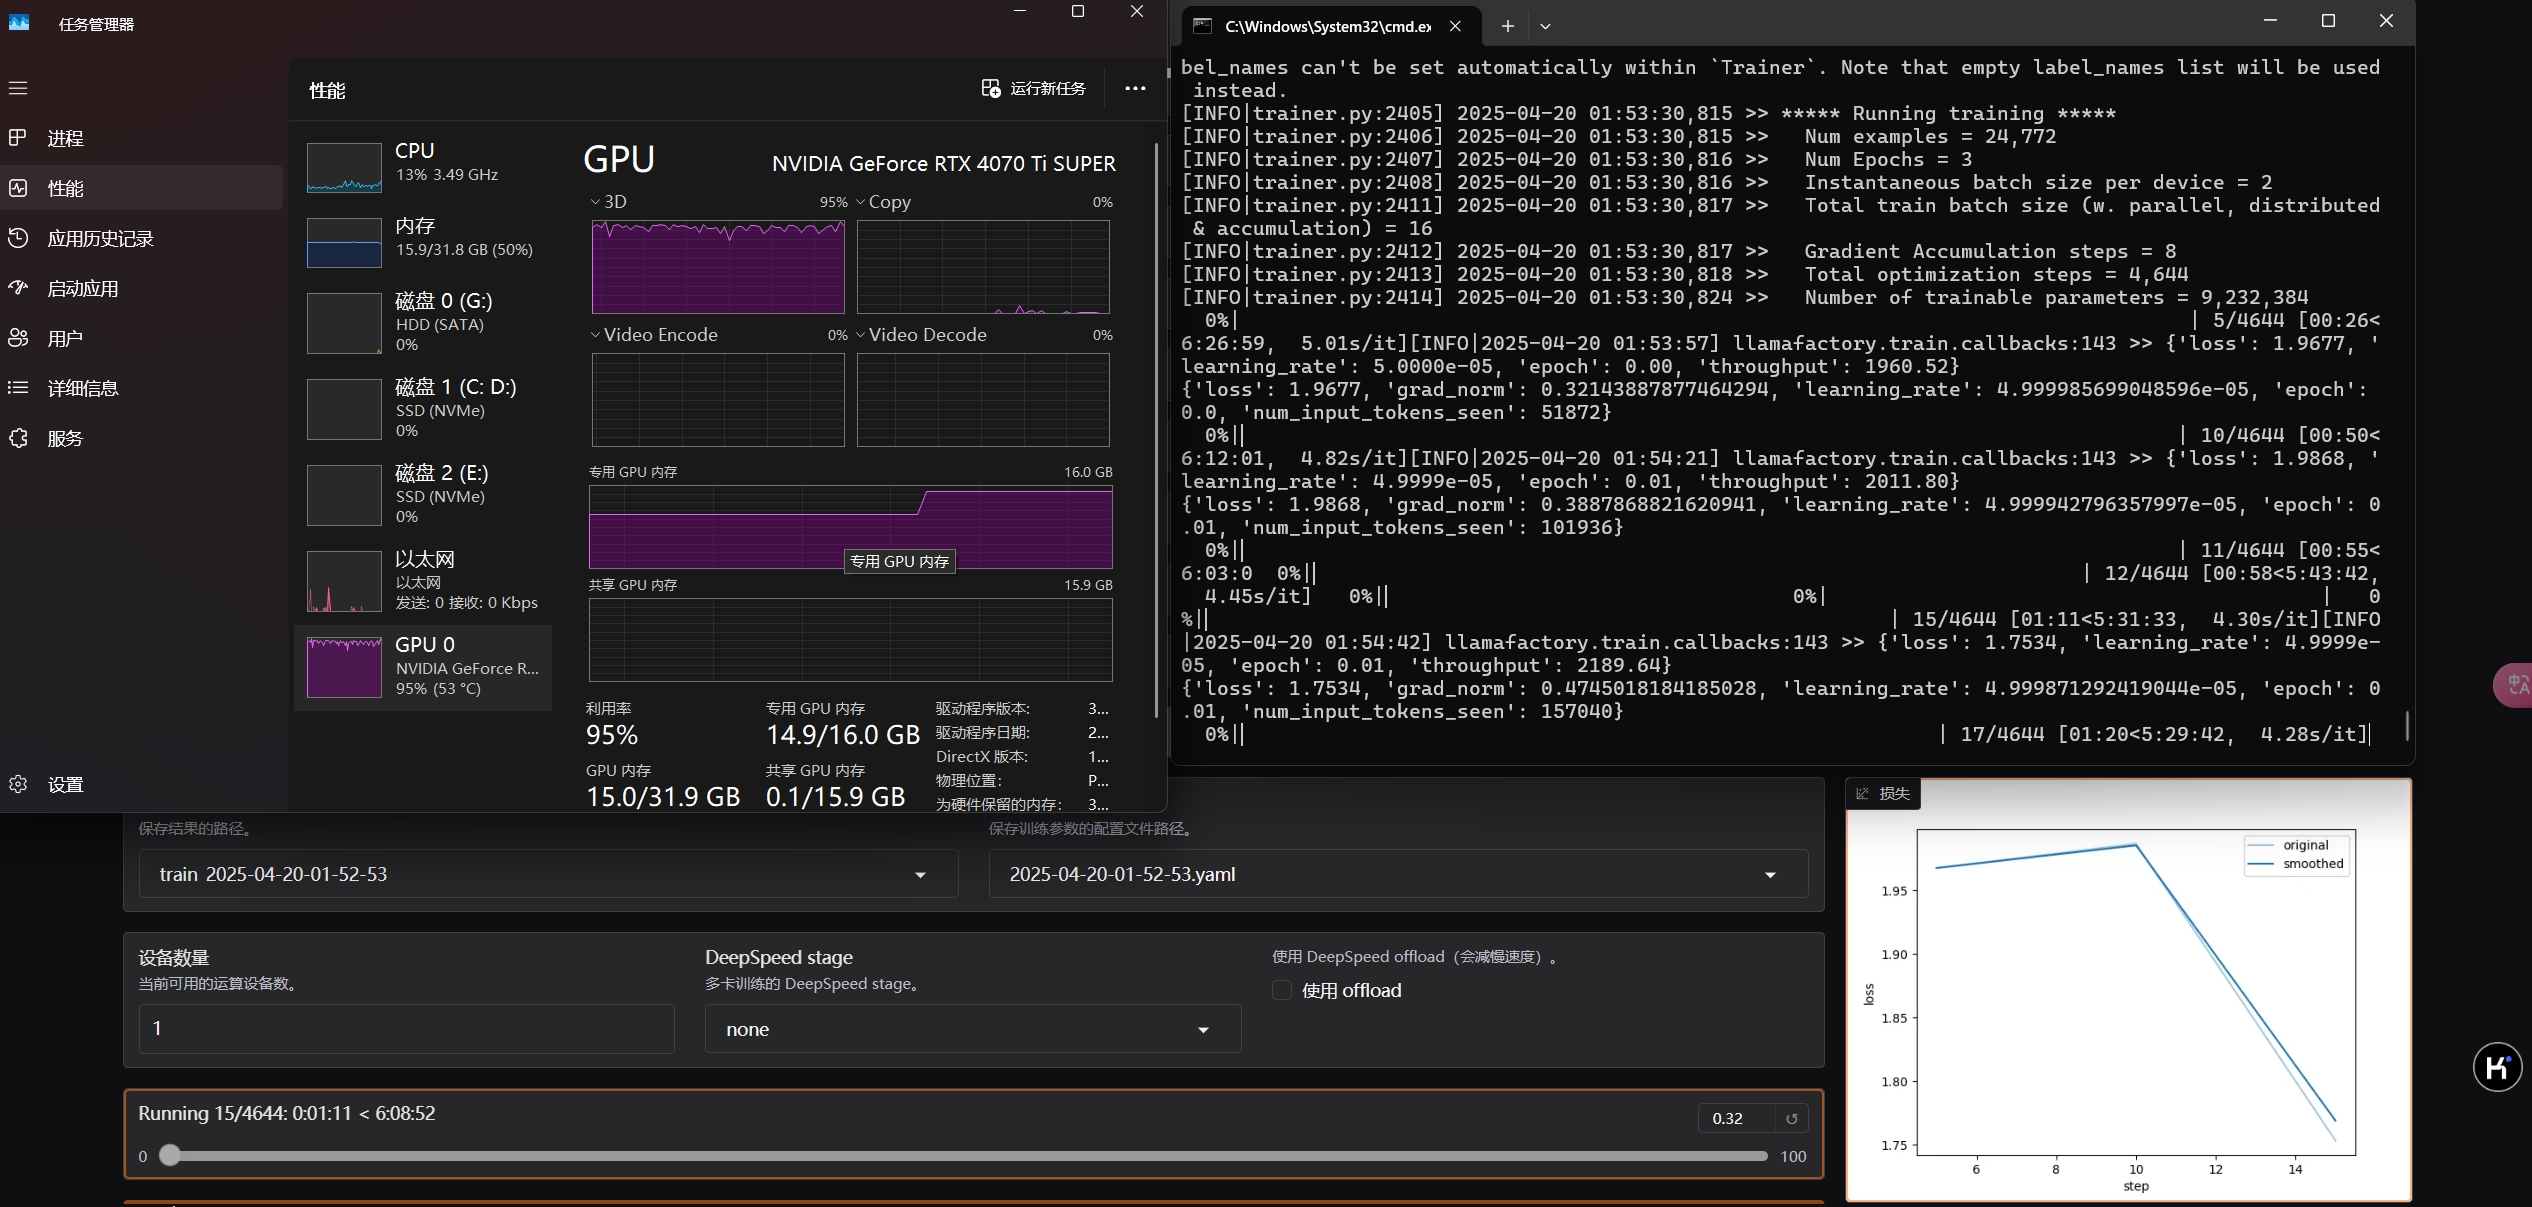 任务管理器
性能
运行新任务
进程
性能
应用历史记录
启动应用
用户
详细信息
服务
设置
CPU
13% 3.49 GHz
内存
15.9/31.8 GB (50%)
磁盘 0 (G:)
HDD (SATA)
0%
磁盘 1 (C: D:)
SSD (NVMe)
0%
磁盘 2 (E:)
SSD (NVMe)
0%
以太网
以太网
发送: 0 接收: 0 Kbps
GPU 0
NVIDIA GeForce R...
95% (53 °C)
GPU
NVIDIA GeForce RTX 4070 Ti SUPER
3D 95%
Copy 0%
Video Encode 0%
Video Decode 0%
专用 GPU 内存 16.0 GB
专用 GPU 内存
共享 GPU 内存 15.9 GB
利用率
95%
专用 GPU 内存
14.9/16.0 GB
GPU 内存
15.0/31.9 GB
共享 GPU 内存
0.1/15.9 GB
驱动程序版本: 3...
驱动程序日期: 2...
DirectX 版本: 1...
物理位置: P...
为硬件保留的内存: 3...
C:\Windows\System32\cmd.ex
bel_names can't be set automatically within `Trainer`. Note that empty label_names list will be used
instead.
[INFO|trainer.py:2405] 2025-04-20 01:53:30,815 >> ***** Running training *****
[INFO|trainer.py:2406] 2025-04-20 01:53:30,815 >>   Num examples = 24,772
[INFO|trainer.py:2407] 2025-04-20 01:53:30,816 >>   Num Epochs = 3
[INFO|trainer.py:2408] 2025-04-20 01:53:30,816 >>   Instantaneous batch size per device = 2
[INFO|trainer.py:2411] 2025-04-20 01:53:30,817 >>   Total train batch size (w. parallel, distributed
& accumulation) = 16
[INFO|trainer.py:2412] 2025-04-20 01:53:30,817 >>   Gradient Accumulation steps = 8
[INFO|trainer.py:2413] 2025-04-20 01:53:30,818 >>   Total optimization steps = 4,644
[INFO|trainer.py:2414] 2025-04-20 01:53:30,824 >>   Number of trainable parameters = 9,232,384
0%| | 5/4644 [00:26<
6:26:59,  5.01s/it][INFO|2025-04-20 01:53:57] llamafactory.train.callbacks:143 >> {'loss': 1.9677, '
learning_rate': 5.0000e-05, 'epoch': 0.00, 'throughput': 1960.52}
{'loss': 1.9677, 'grad_norm': 0.32143887877464294, 'learning_rate': 4.999985699048596e-05, 'epoch':
0.0, 'num_input_tokens_seen': 51872}
0%|| | 10/4644 [00:50<
6:12:01,  4.82s/it][INFO|2025-04-20 01:54:21] llamafactory.train.callbacks:143 >> {'loss': 1.9868, '
learning_rate': 4.9999e-05, 'epoch': 0.01, 'throughput': 2011.80}
{'loss': 1.9868, 'grad_norm': 0.3887868821620941, 'learning_rate': 4.999942796357997e-05, 'epoch': 0
.01, 'num_input_tokens_seen': 101936}
0%|| | 11/4644 [00:55<
6:03:0  0%|| | 12/4644 [00:58<5:43:42,
4.45s/it]   0%|| 0%| | 0
%|| | 15/4644 [01:11<5:31:33,  4.30s/it][INFO
|2025-04-20 01:54:42] llamafactory.train.callbacks:143 >> {'loss': 1.7534, 'learning_rate': 4.9999e-
05, 'epoch': 0.01, 'throughput': 2189.64}
{'loss': 1.7534, 'grad_norm': 0.4745018184185028, 'learning_rate': 4.999871292419044e-05, 'epoch': 0
.01, 'num_input_tokens_seen': 157040}
0%|| | 17/4644 [01:20<5:29:42,  4.28s/it]
保存结果的路径。
train_2025-04-20-01-52-53
保存训练参数的配置文件路径。
2025-04-20-01-52-53.yaml
设备数量
当前可用的运算设备数。
1
DeepSpeed stage
多卡训练的 DeepSpeed stage。
none
使用 DeepSpeed offload（会减慢速度）。
使用 offload
Running 15/4644: 0:01:11 < 6:08:52
0.32
0
100
损失
original
smoothed
1.95
1.90
1.85
1.80
1.75
loss
6 8 10 12 14
step
中A
K